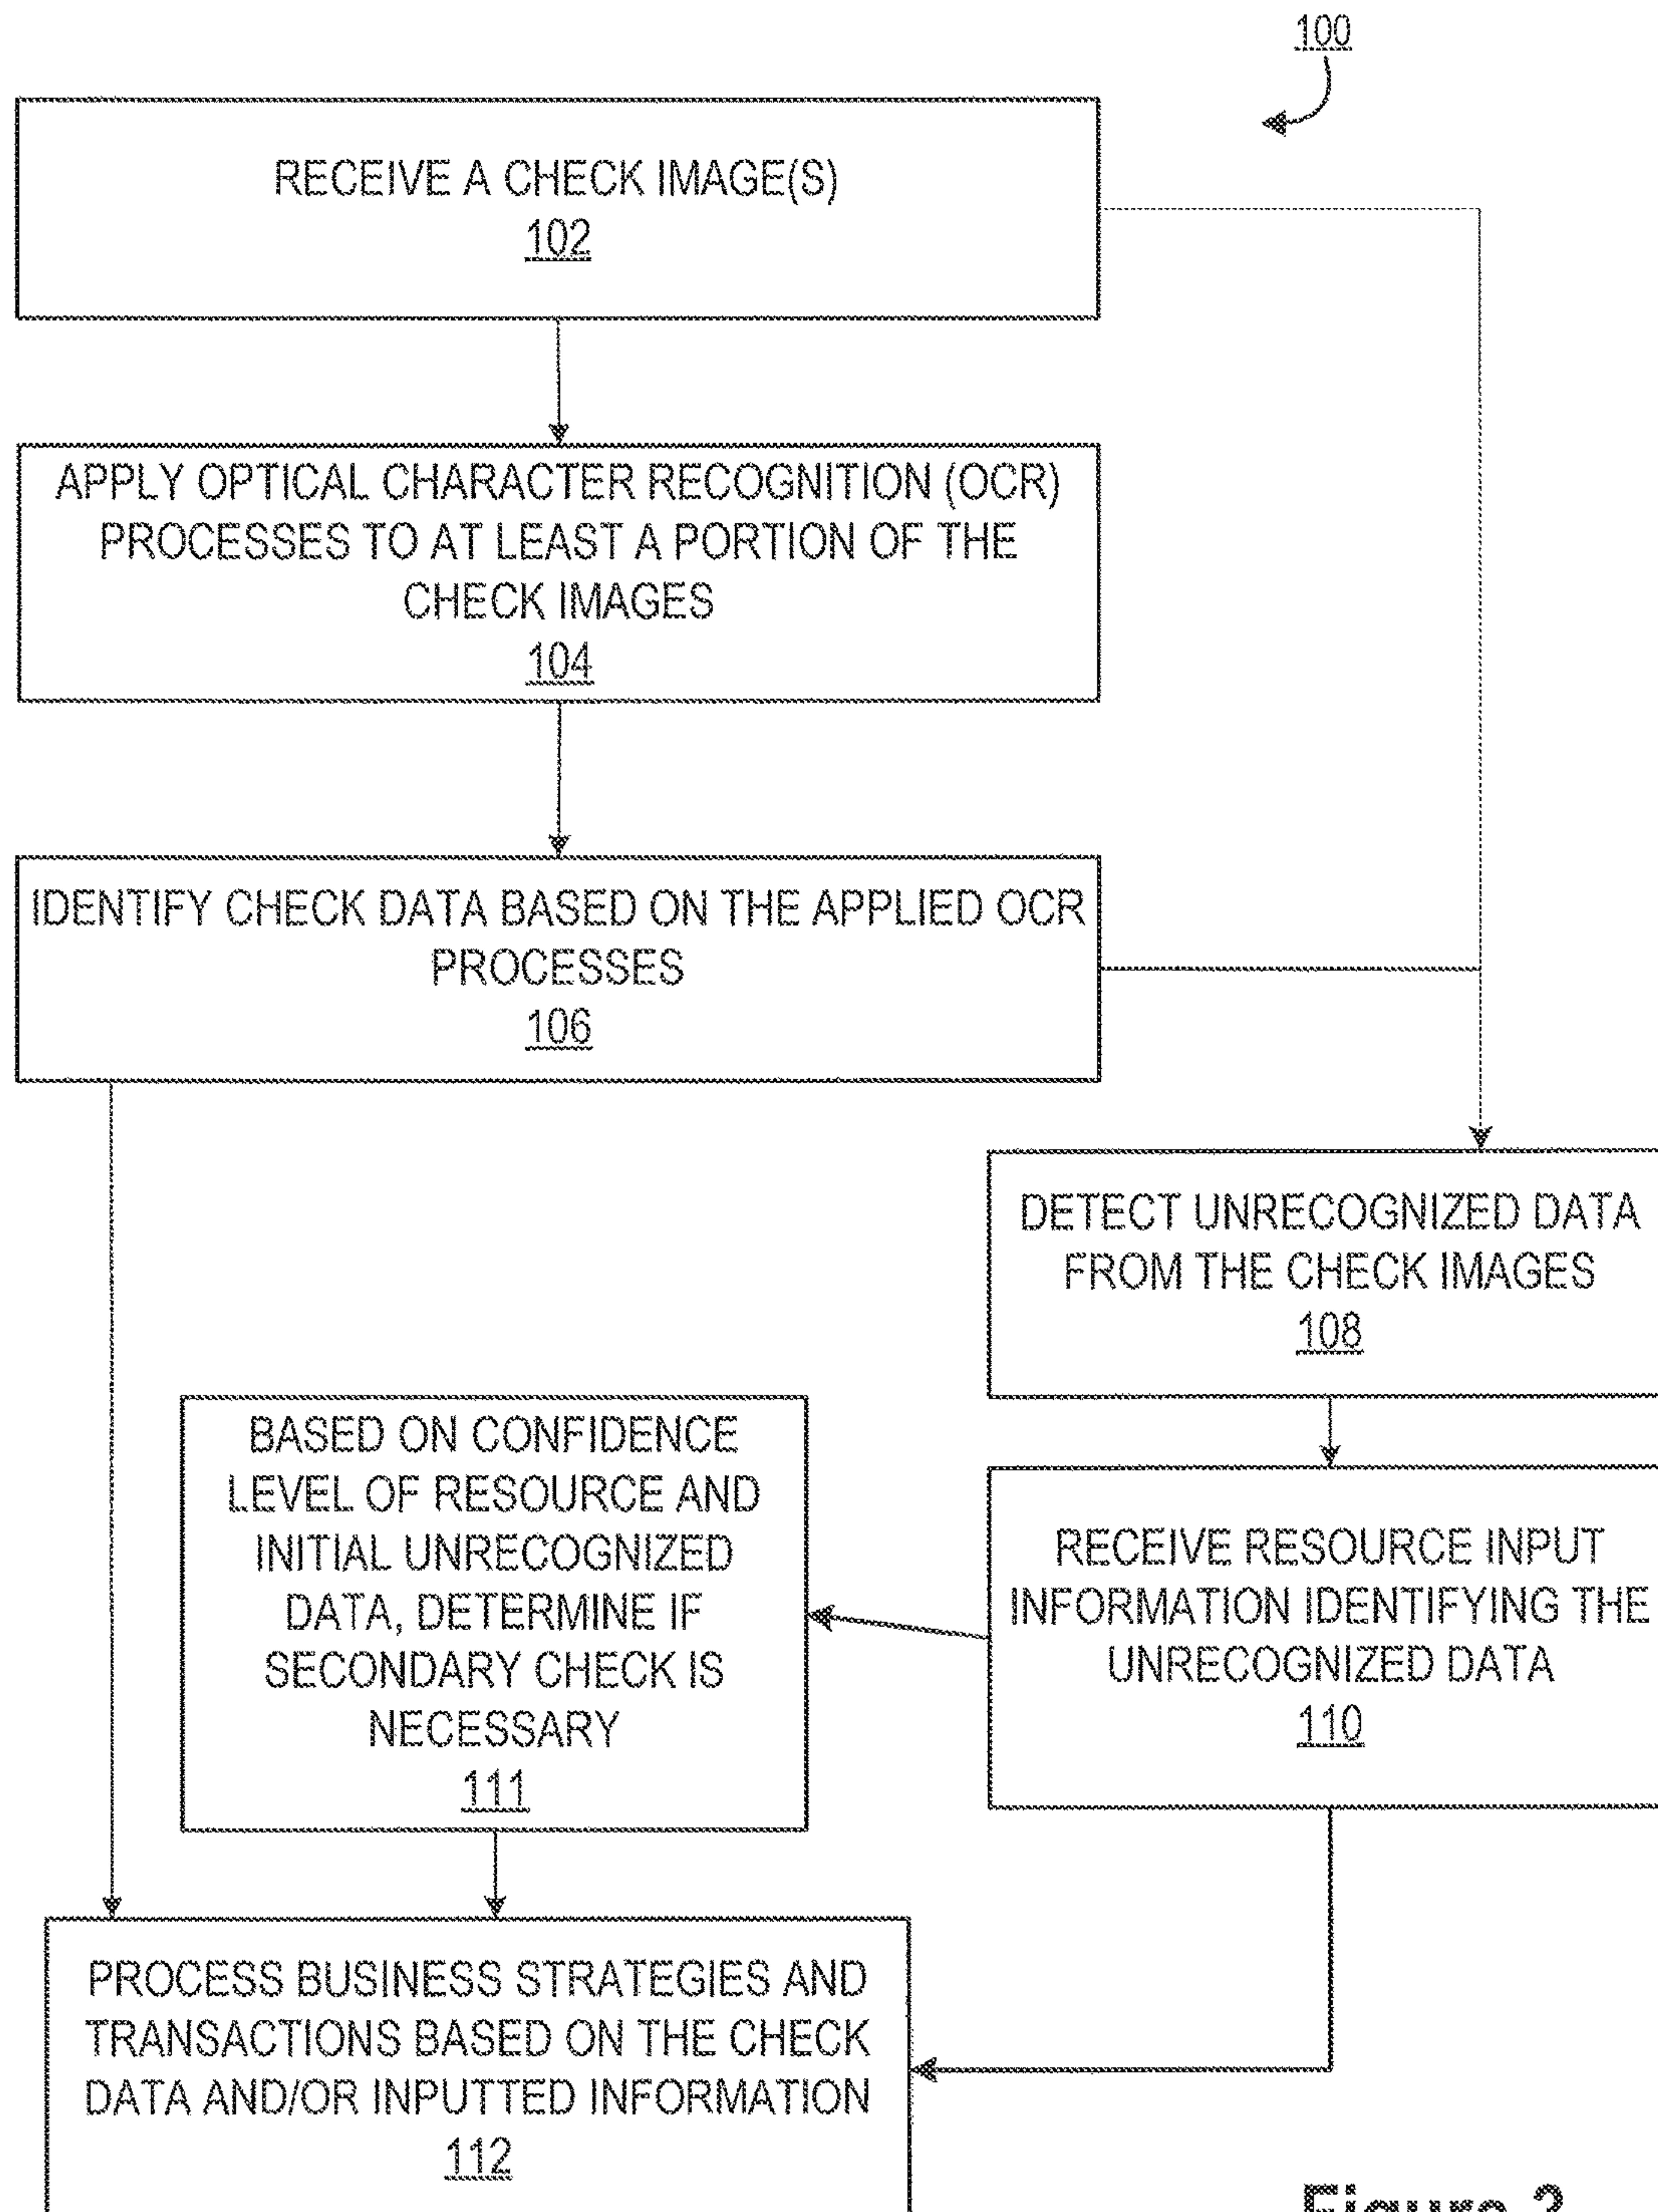 100
RECEIVE A CHECK IMAGE(S)
102
APPLY OPTICAL CHARACTER RECOGNITION (OCR)
PROCESSES TO AT LEAST A PORTION OF THE
CHECK IMAGES
104
IDENTIFY CHECK DATA BASED ON THE APPLIED OCR
PROCESSES
106
DETECT UNRECOGNIZED DATA
FROM THE CHECK IMAGES
108
BASED ON CONFIDENCE
LEVEL OF RESOURCE AND
INITIAL UNRECOGNIZED
DATA, DETERMINE IF
SECONDARY CHECK IS
NECESSARY
111
RECEIVE RESOURCE INPUT
INFORMATION IDENTIFYING THE
UNRECOGNIZED DATA
110
PROCESS BUSINESS STRATEGIES AND
TRANSACTIONS BASED ON THE CHECK
DATA AND/OR INPUTTED INFORMATION
112
Figure